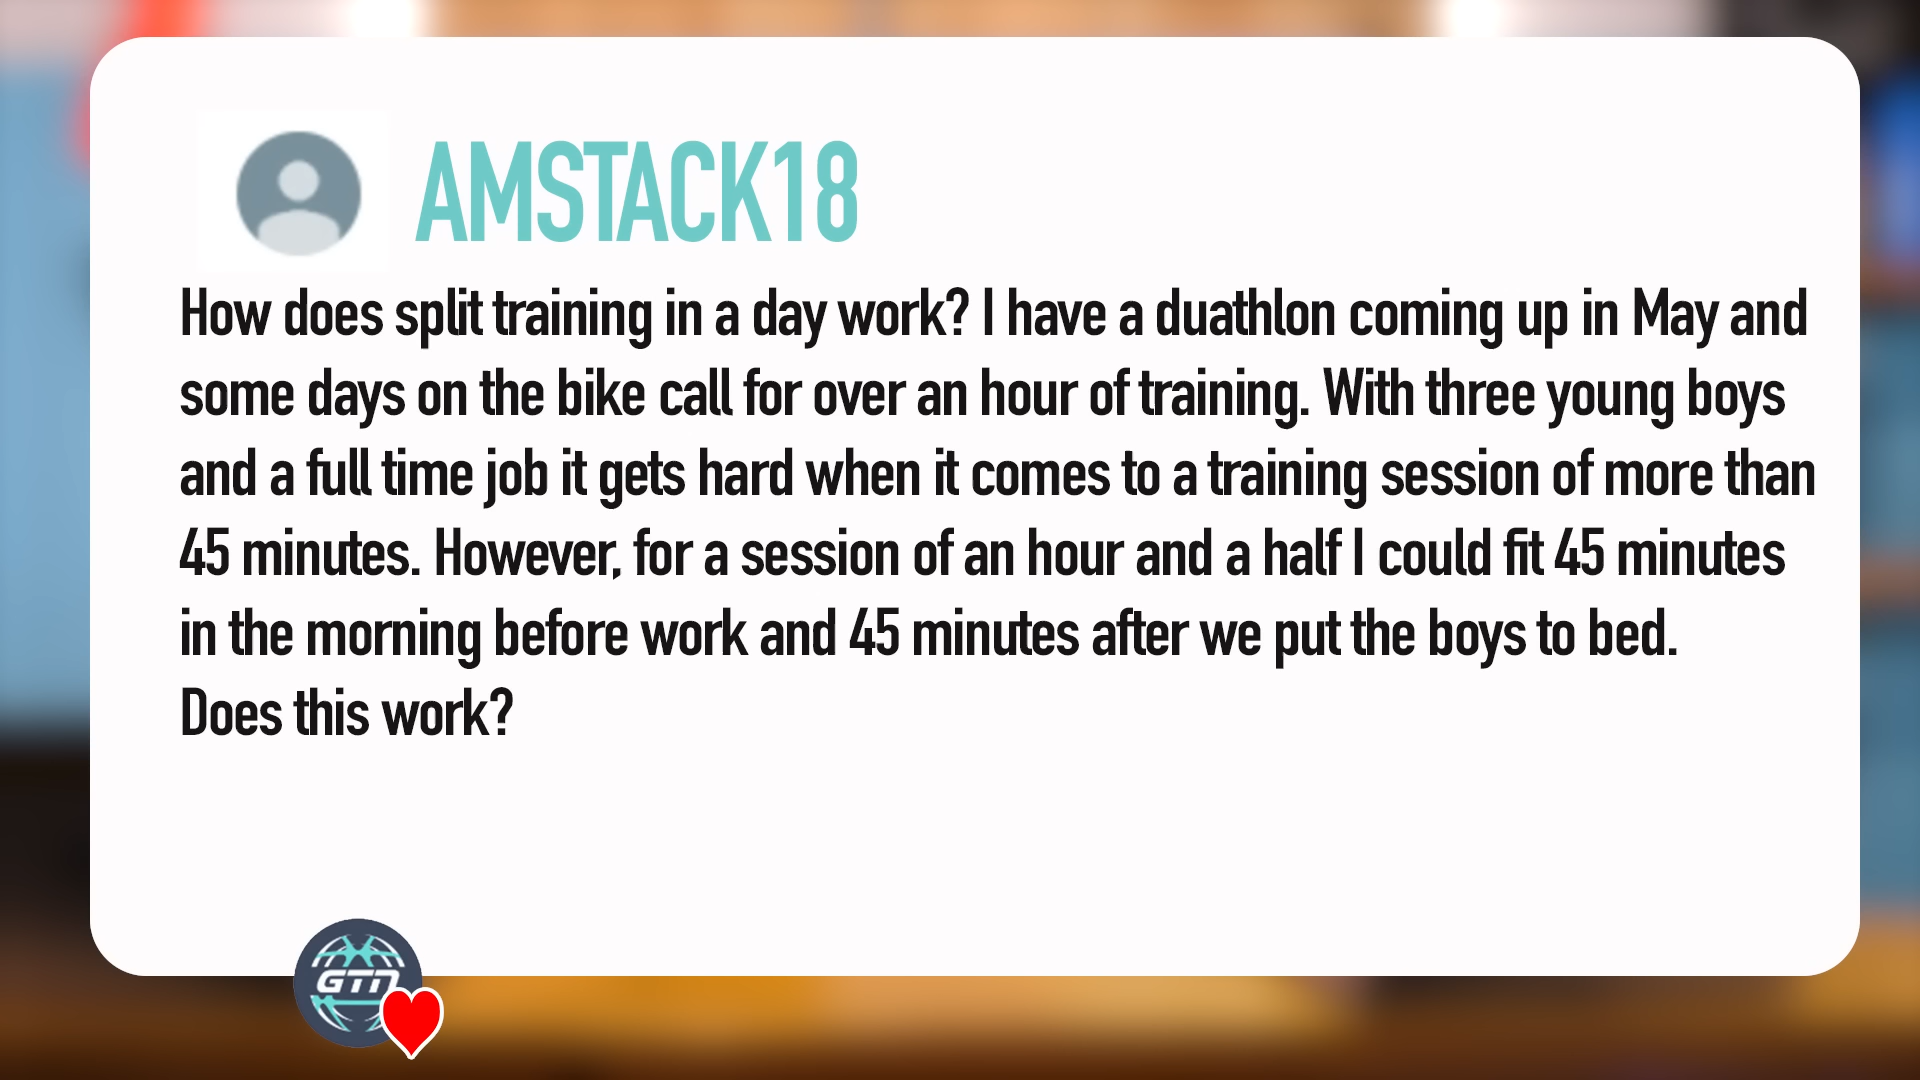 AMSTACK18
How does split training in a day work? I have a duathlon coming up in May and
some days on the bike call for over an hour of training. With three young boys
and a full time job it gets hard when it comes to a training session of more than
45 minutes. However, for a session of an hour and a half I could fit 45 minutes
in the morning before work and 45 minutes after we put the boys to bed.
Does this work?
GTN